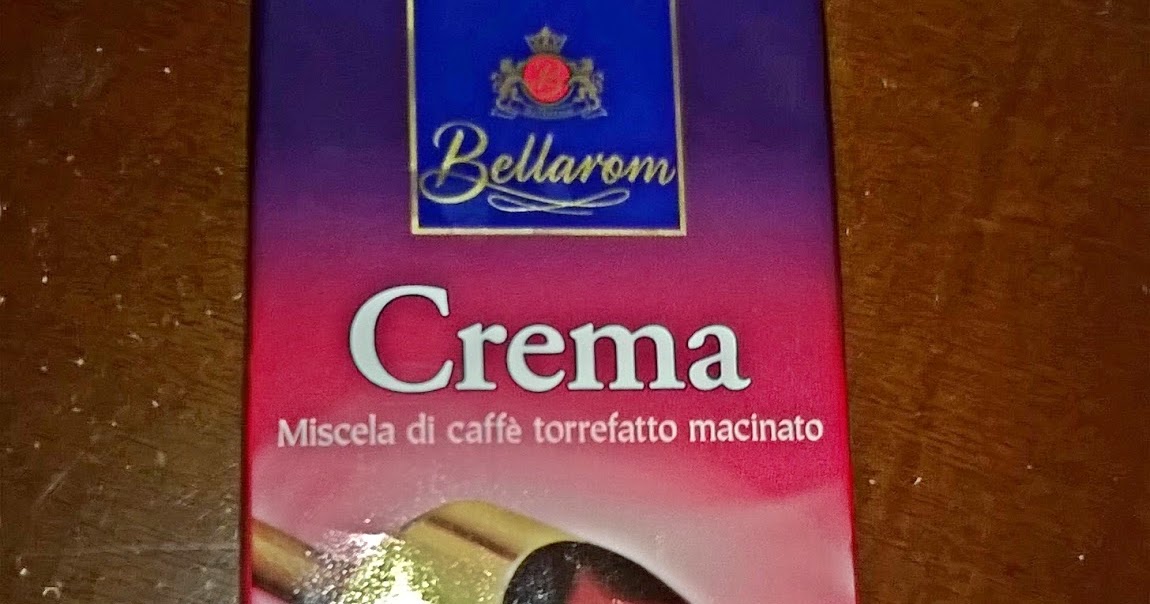 Bellarom
Crema
Miscela di caffè torrefatto macinato